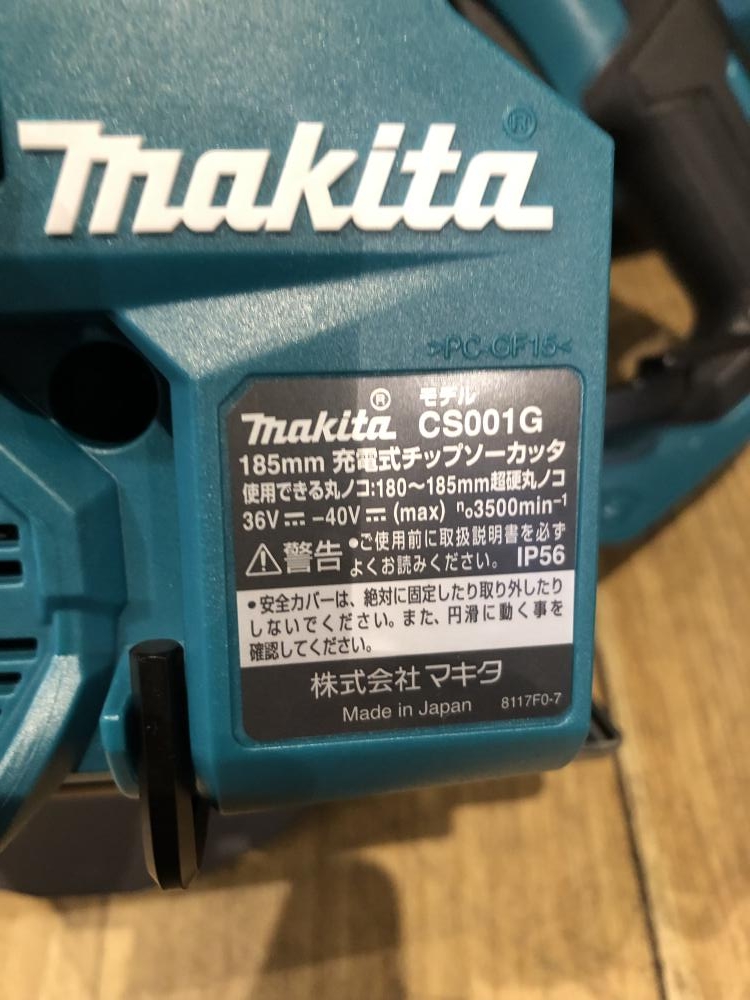 makita®
>PC-GF15<
makita® モデル CS001G
185mm 充電式チップソーカッタ
使用できる丸ノコ:180〜185mm超硬丸ノコ
36V⎓ –40V⎓ (max) n₀3500min⁻¹
⚠警告 •ご使用前に取扱説明書を必ず
よくお読みください。 IP56
•安全カバーは、絶対に固定したり取り外したり
しないでください。また、円滑に動く事を
確認してください。
株式会社 マキタ
Made in Japan 8117F0-7